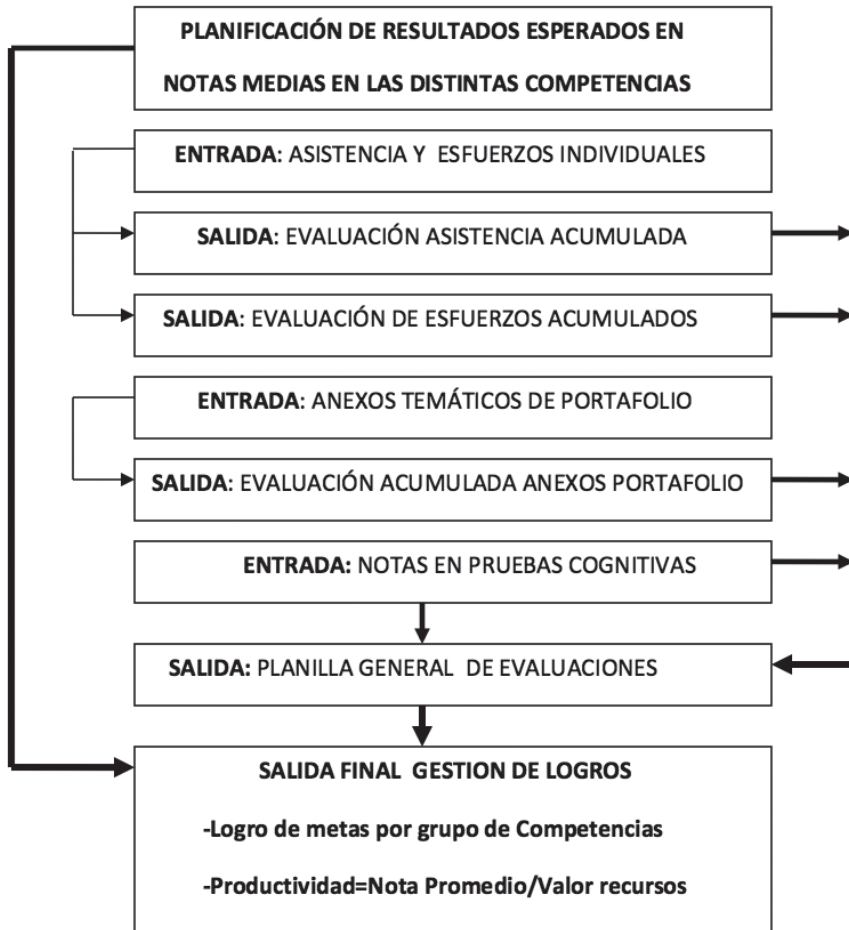 PLANIFICACIÓN DE RESULTADOS ESPERADOS EN
NOTAS MEDIAS EN LAS DISTINTAS COMPETENCIAS
ENTRADA: ASISTENCIA Y ESFUERZOS INDIVIDUALES
SALIDA: EVALUACIÓN ASISTENCIA ACUMULADA
SALIDA: EVALUACIÓN DE ESFUERZOS ACUMULADOS
ENTRADA: ANEXOS TEMÁTICOS DE PORTAFOLIO
SALIDA: EVALUACIÓN ACUMULADA ANEXOS PORTAFOLIO
ENTRADA: NOTAS EN PRUEBAS COGNITIVAS
SALIDA: PLANILLA GENERAL DE EVALUACIONES
SALIDA FINAL GESTION DE LOGROS
-Logro de metas por grupo de Competencias
-Productividad=Nota Promedio/Valor recursos